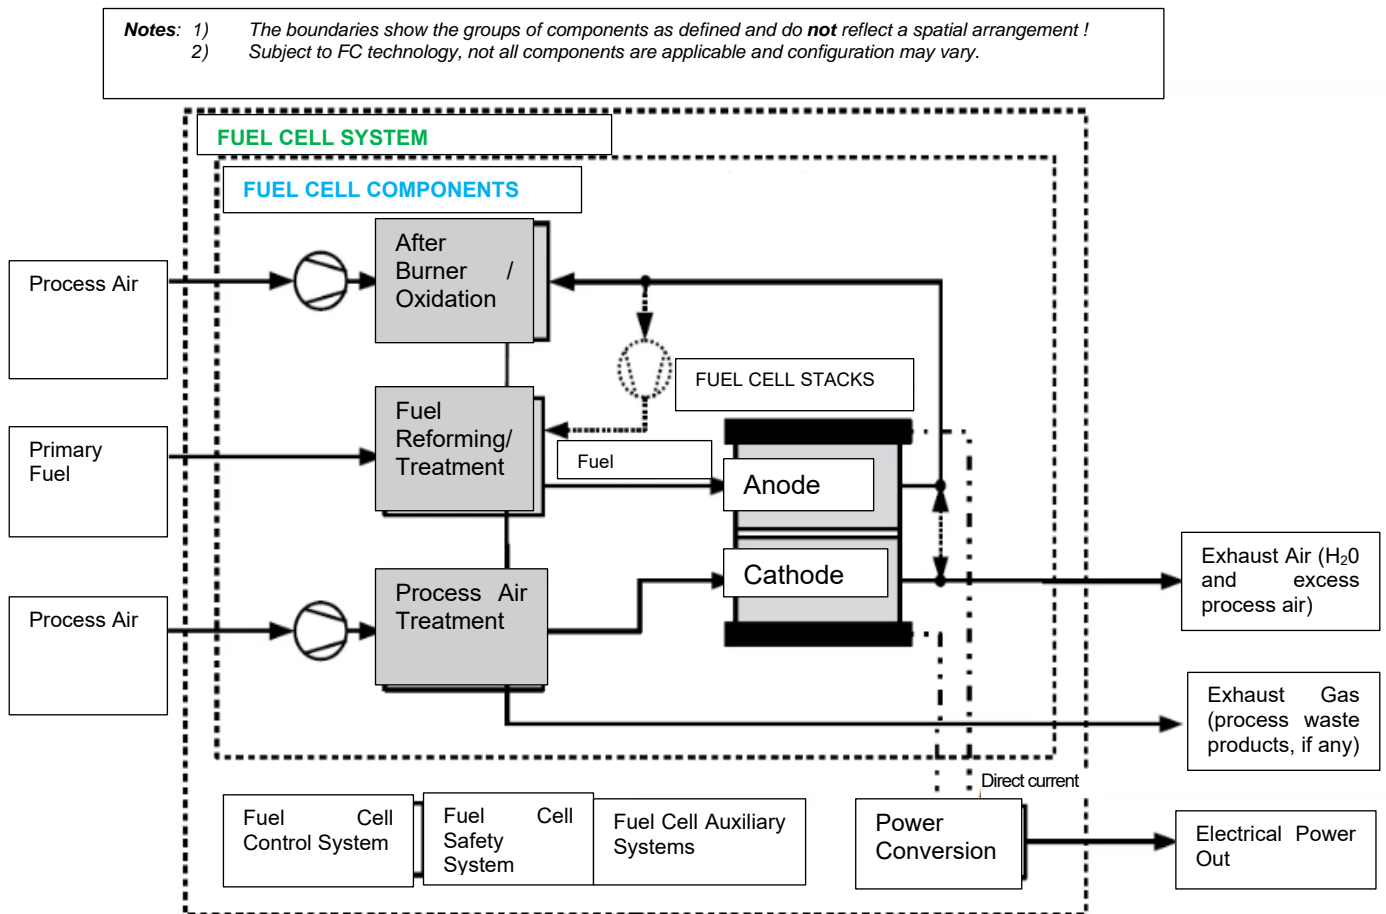 Notes: 1) The boundaries show the groups of components as defined and do not reflect a spatial arrangement !
2) Subject to FC technology, not all components are applicable and configuration may vary.
FUEL CELL SYSTEM
FUEL CELL COMPONENTS
Process Air
After
Burner /
Oxidation
FUEL CELL STACKS
Primary
Fuel
Fuel
Reforming/
Treatment
Fuel
Anode
Cathode
Process Air
Process Air
Treatment
Exhaust Air (H₂0
and excess
process air)
Exhaust Gas
(process waste
products, if any)
Direct current
Fuel Cell
Control System
Fuel Cell
Safety
System
Fuel Cell Auxiliary
Systems
Power
Conversion
Electrical Power
Out